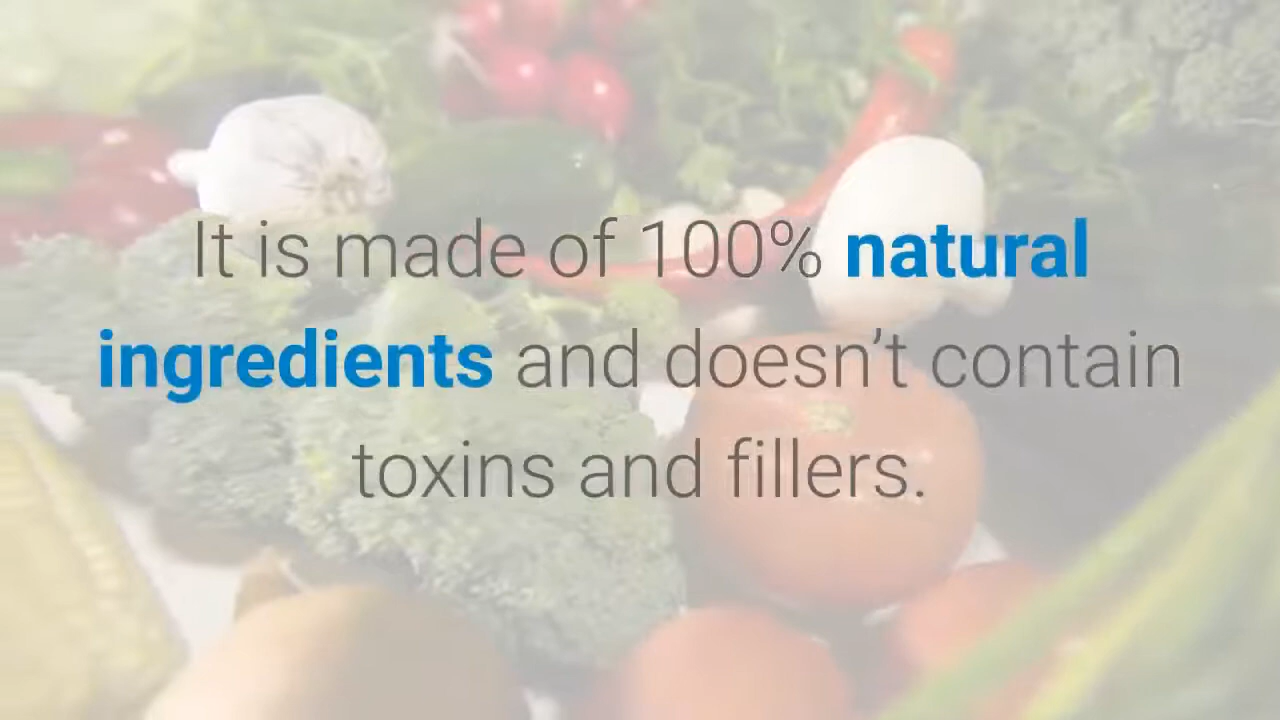 It is made of 100% natural
ingredients and doesn’t contain
toxins and fillers.